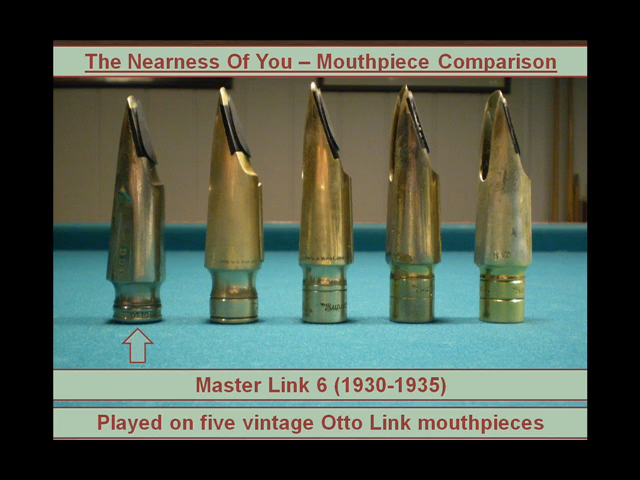 The Nearness Of You – Mouthpiece Comparison
Master Link 6 (1930-1935)
Played on five vintage Otto Link mouthpieces